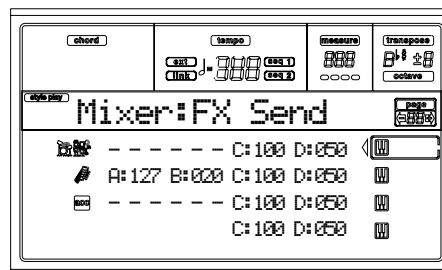 chord tempo measure transpose
ext seq 1
link seq 2
octave
style play
Mixer:FX Send
page
------ C:100 D:050
A:127 B:020 C:100 D:050
acc ------ C:100 D:050
C:100 D:050